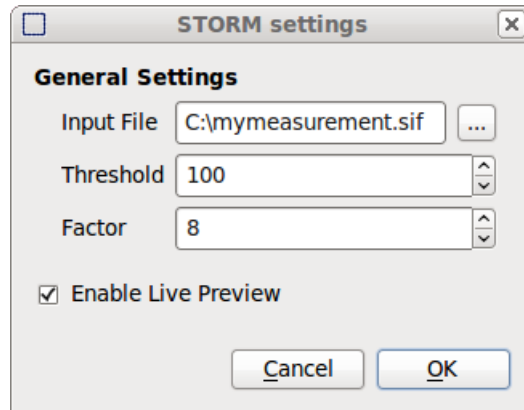 STORM settings
General Settings
Input File C:\mymeasurement.sif ...
Threshold 100
Factor 8
Enable Live Preview
Cancel OK